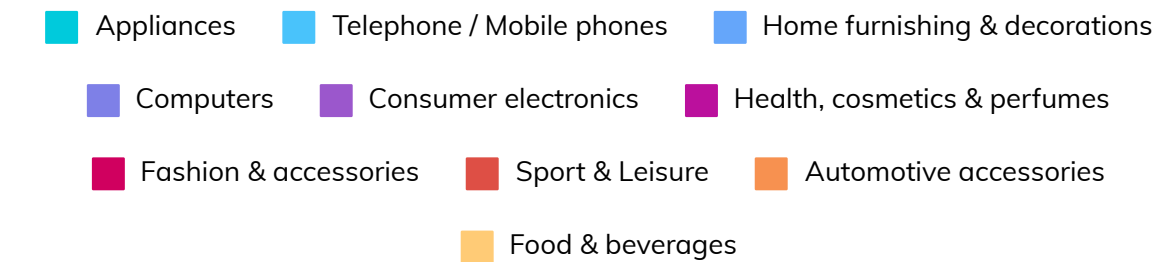 Appliances Telephone / Mobile phones Home furnishing & decorations
Computers Consumer electronics Health, cosmetics & perfumes
Fashion & accessories Sport & Leisure Automotive accessories
Food & beverages